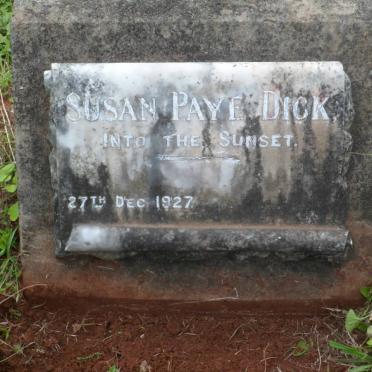 SUSAN PAYE DICK
INTO THE SUNSET.
27TH DEC 1927